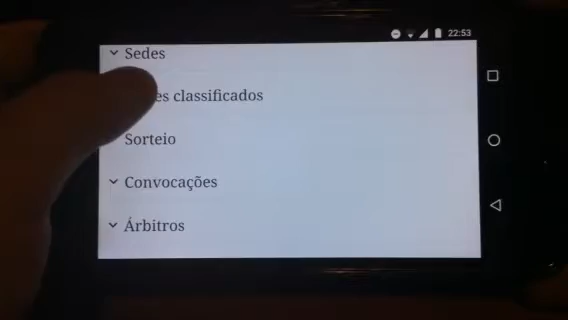 22:53
Sedes
es classificados
Sorteio
Convocações
Árbitros